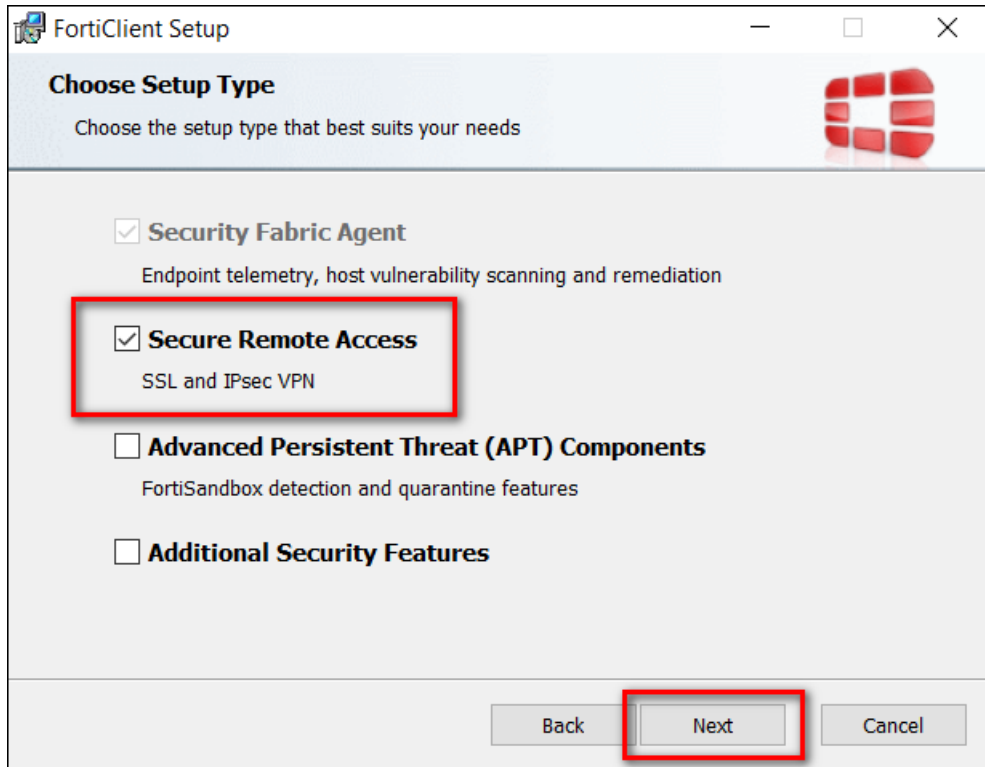 FortiClient Setup
Choose Setup Type
Choose the setup type that best suits your needs
Security Fabric Agent
Endpoint telemetry, host vulnerability scanning and remediation
Secure Remote Access
SSL and IPsec VPN
Advanced Persistent Threat (APT) Components
FortiSandbox detection and quarantine features
Additional Security Features
Back Next Cancel